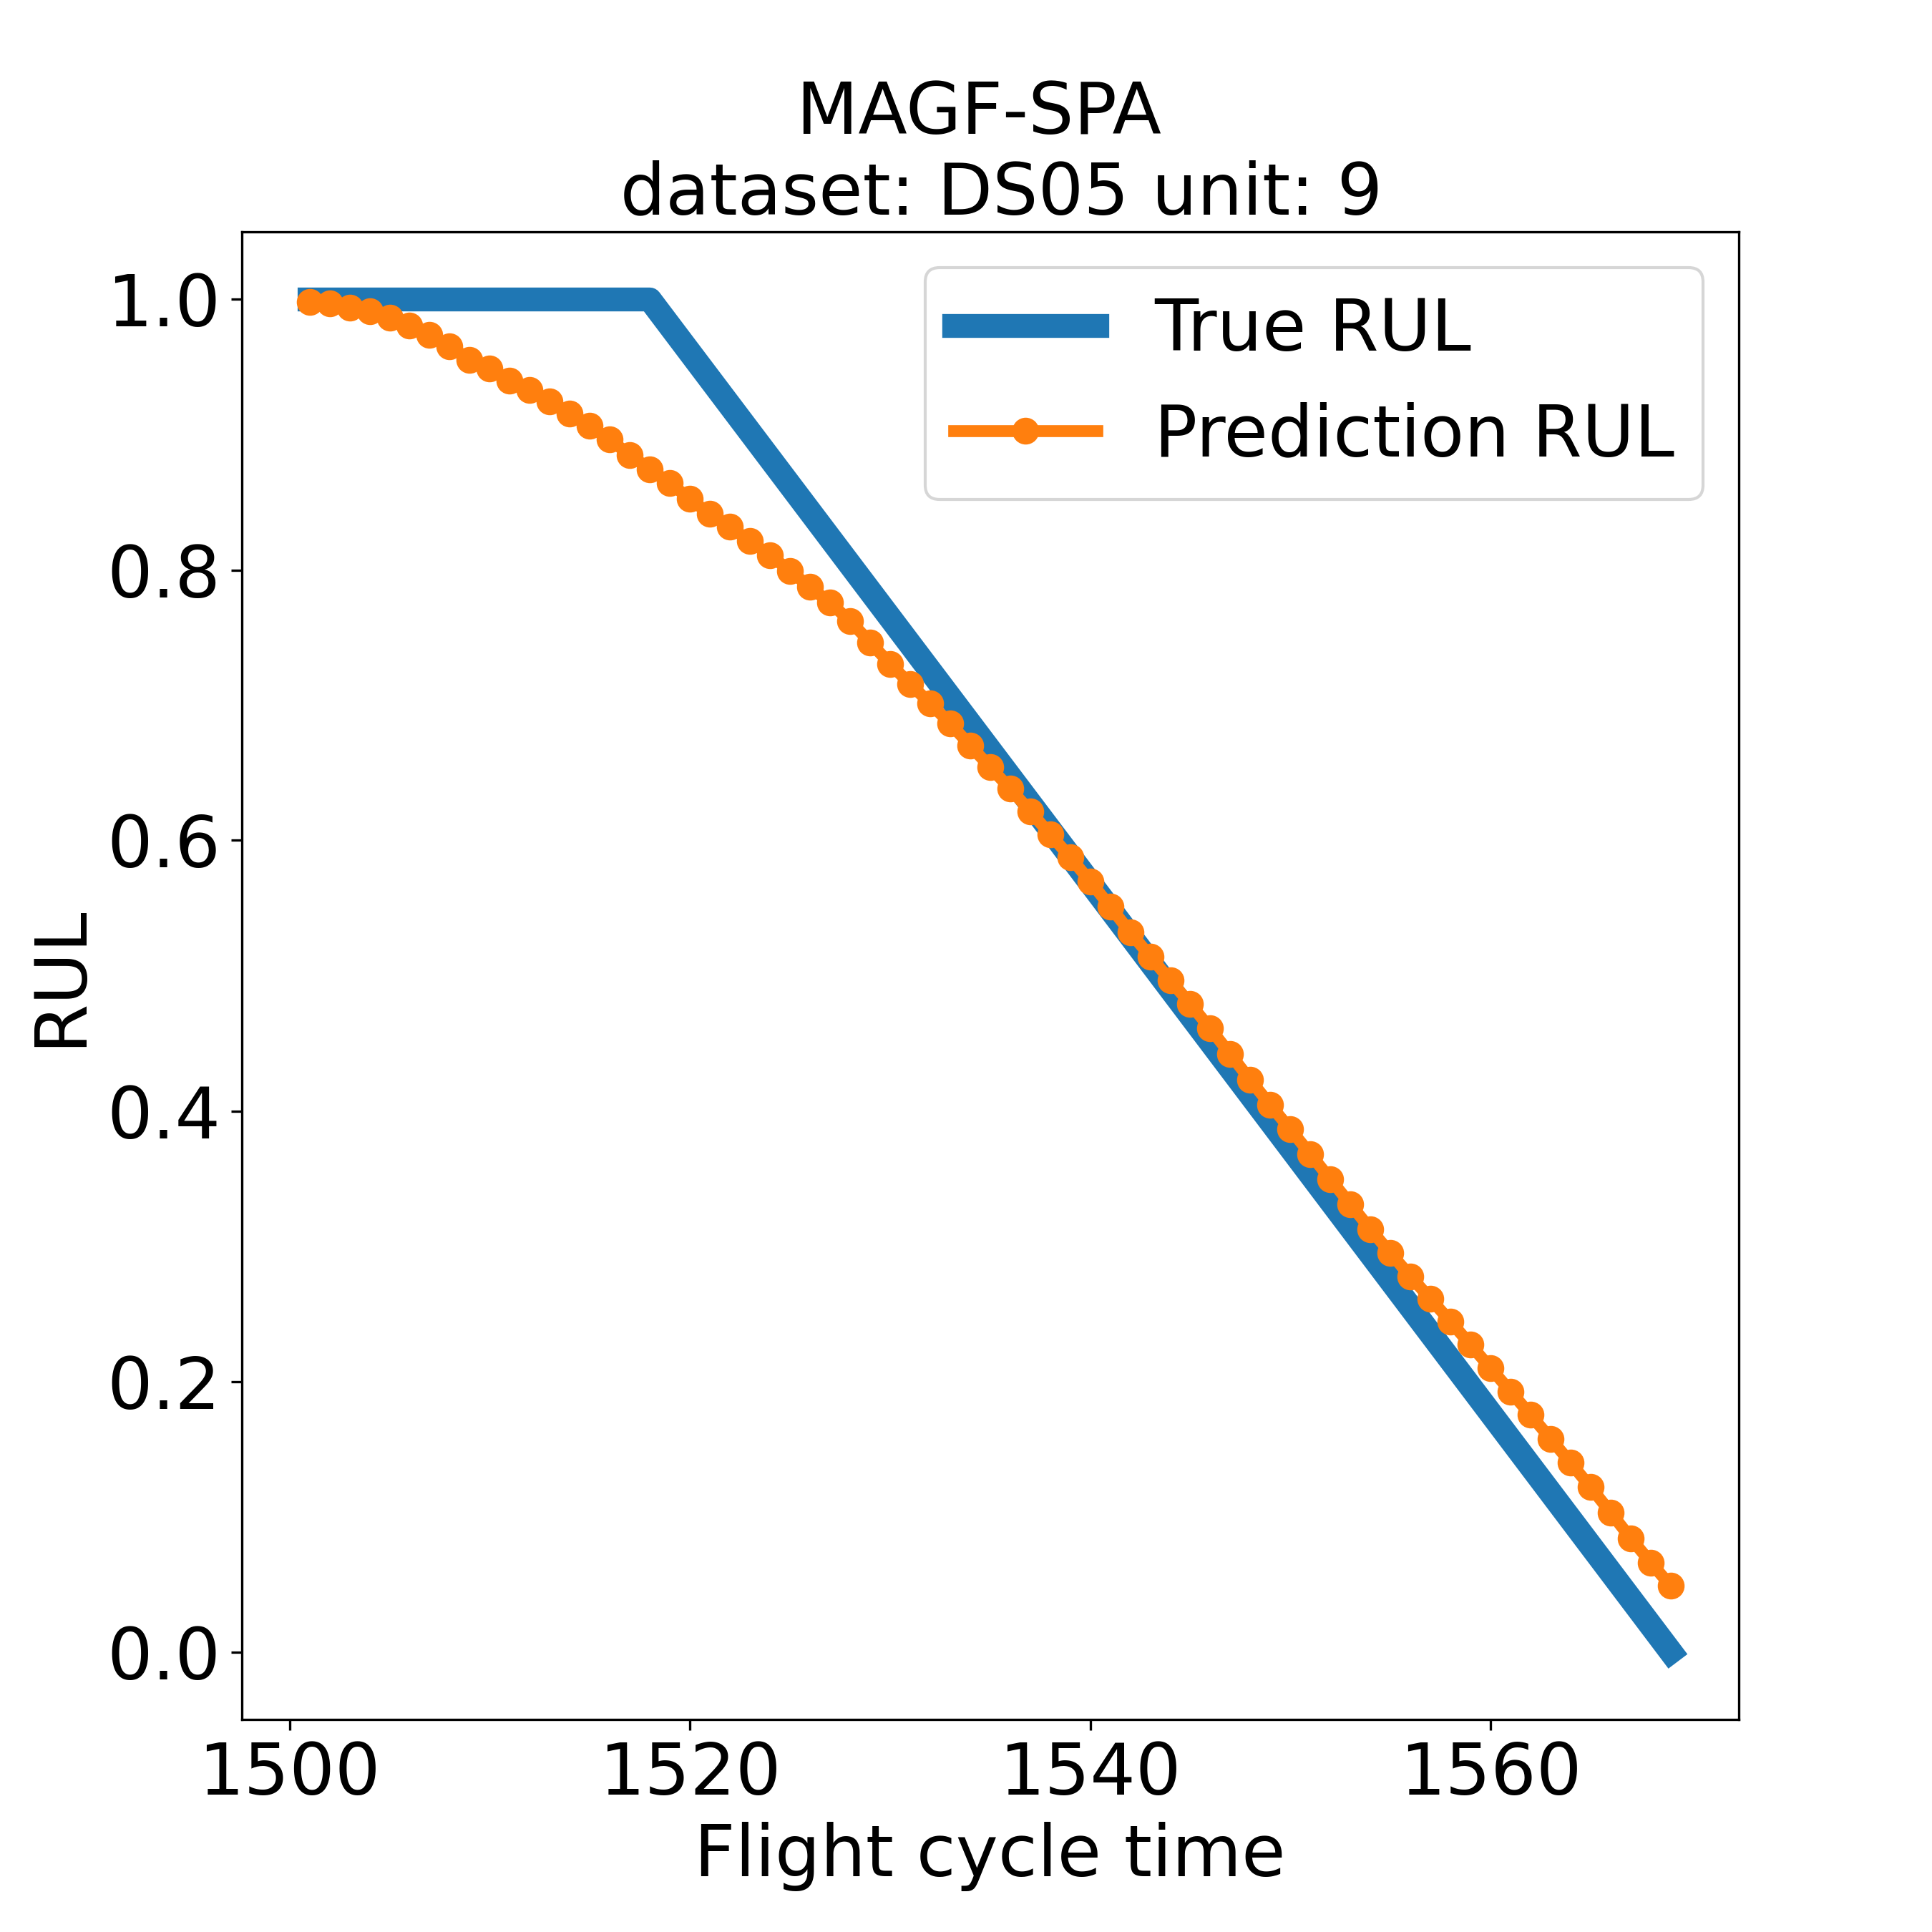 MAGF-SPA
dataset: DS05 unit: 9
True RUL
Prediction RUL
1.0
0.8
0.6
0.4
0.2
0.0
RUL
1500 1520 1540 1560
Flight cycle time